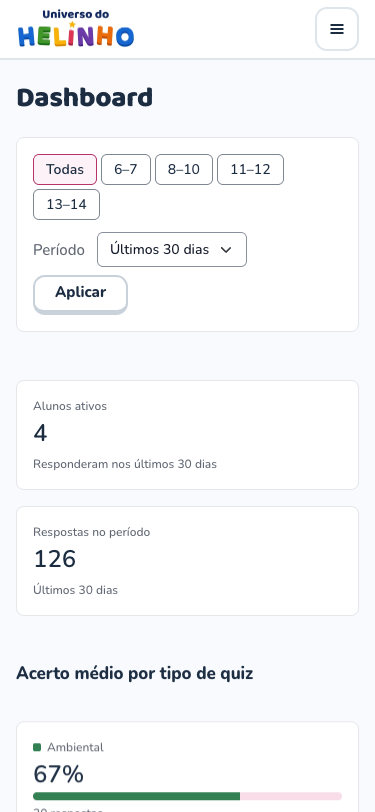 Universo do
HELINHO
Dashboard
Todas
6–7
8–10
11–12
13–14
Período
Últimos 30 dias
Aplicar
Alunos ativos
4
Responderam nos últimos 30 dias
Respostas no período
126
Últimos 30 dias
Acerto médio por tipo de quiz
Ambiental
67%